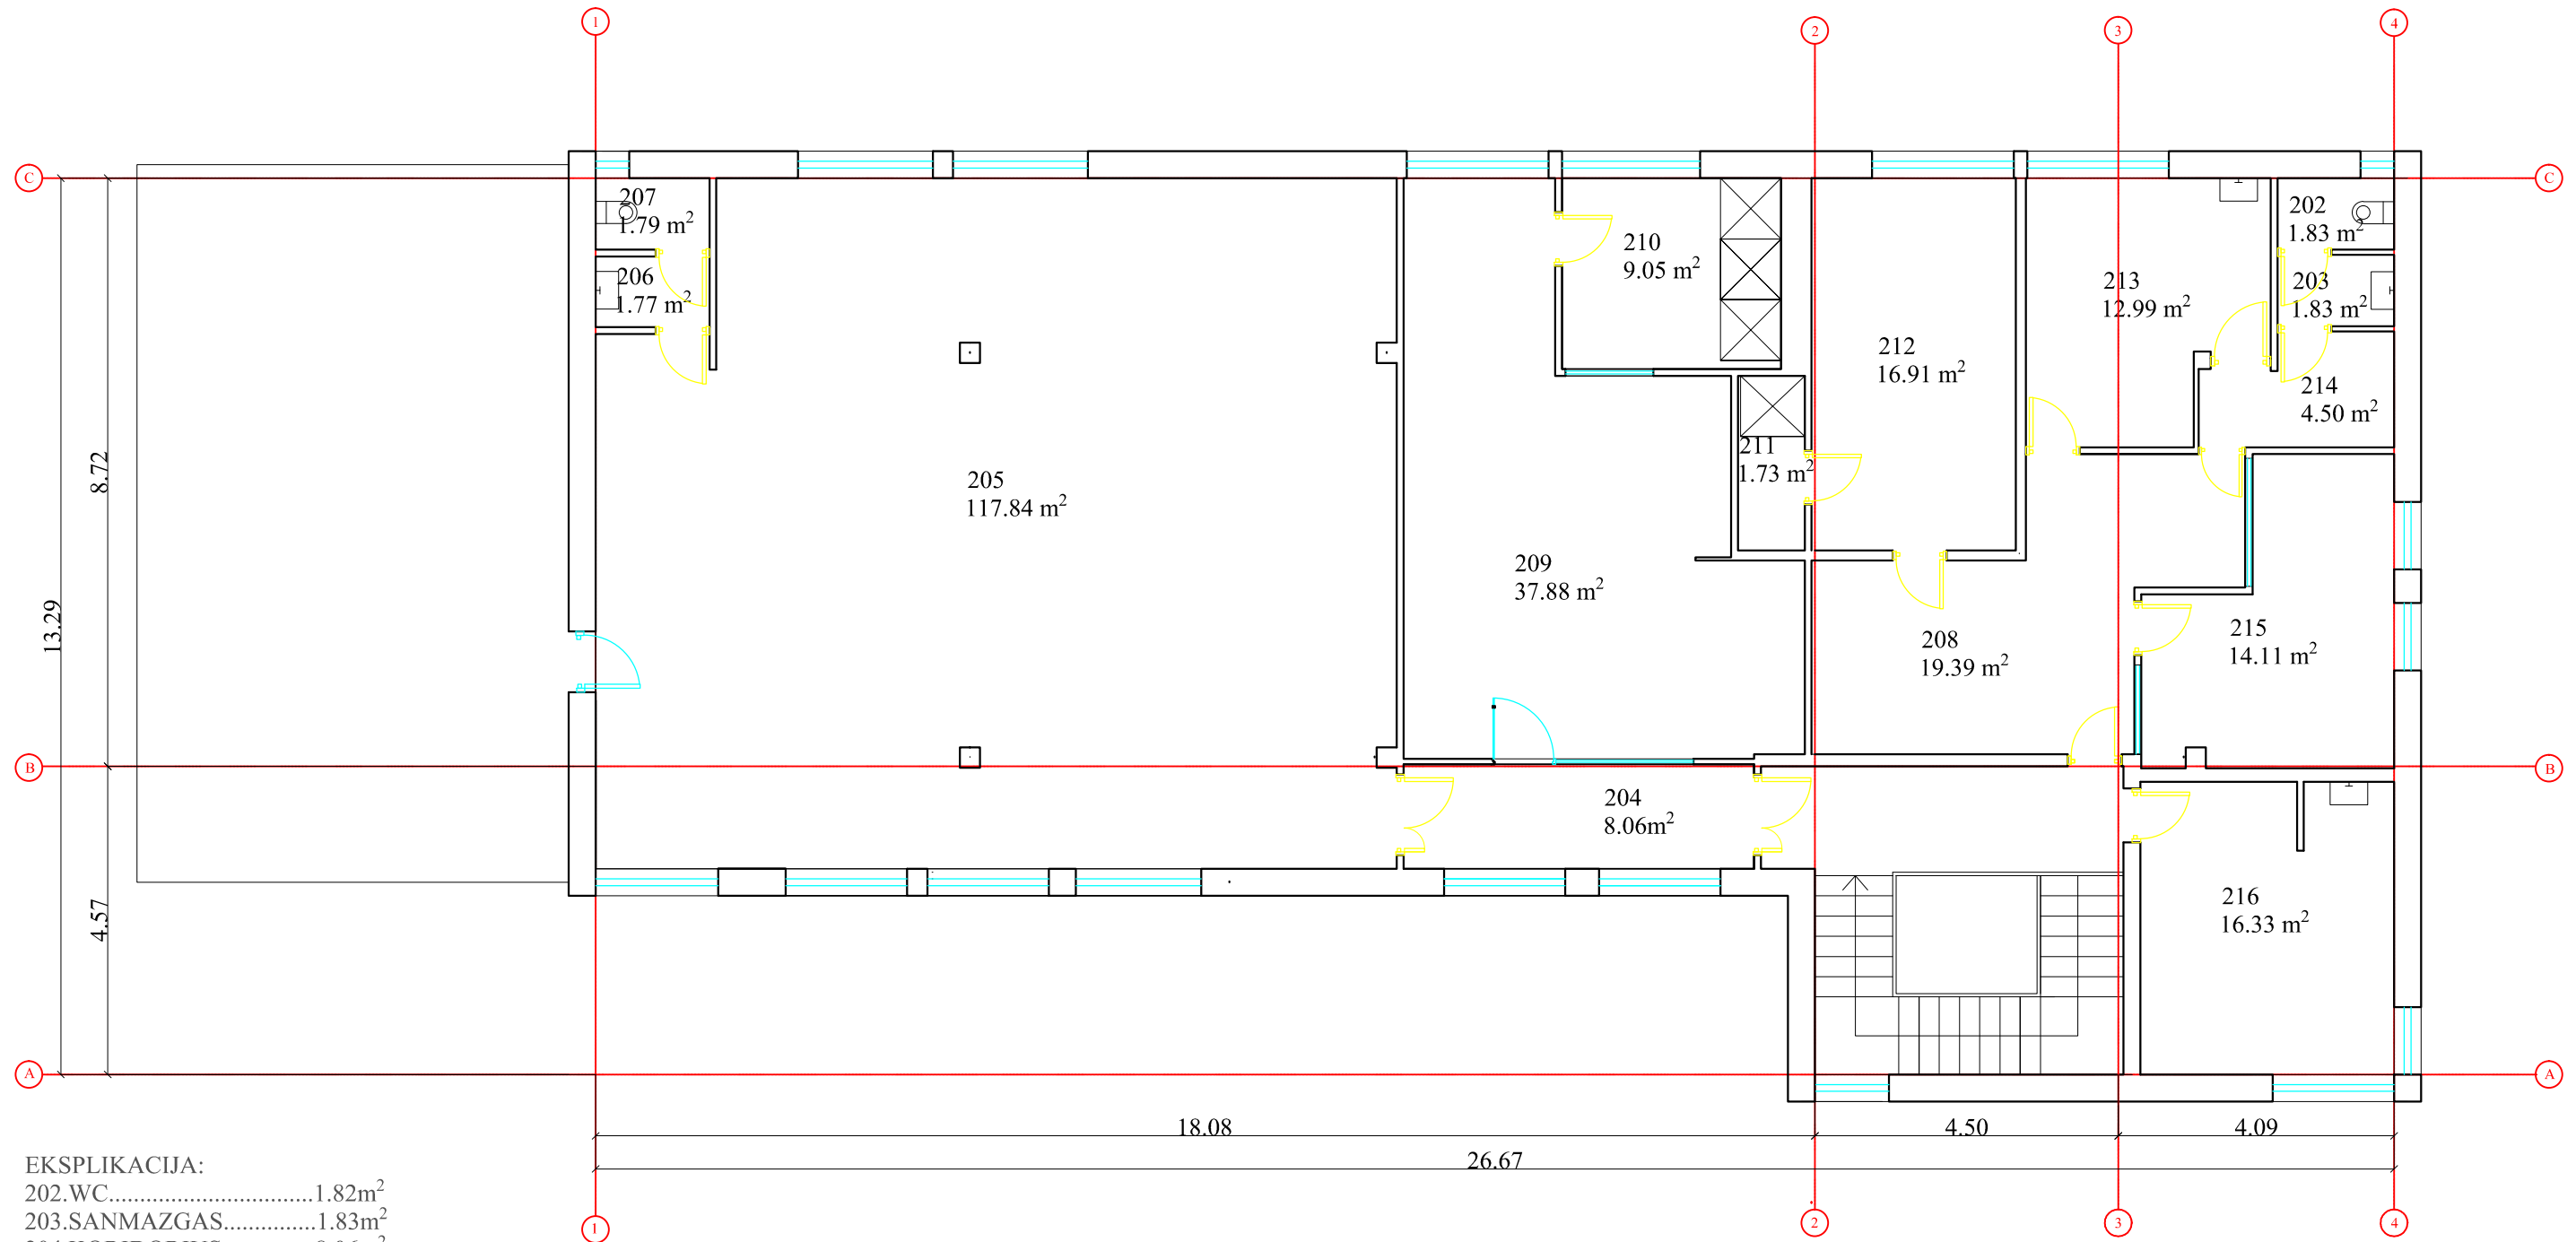 1
2
3
4
C
C
207
1.79 m²
202
1.83 m²
206
1.77 m²
210
9.05 m²
213
12.99 m²
203
1.83 m²
212
16.91 m²
214
4.50 m²
8.72
205
117.84 m²
211
1.73 m²
209
37.88 m²
13.29
208
19.39 m²
215
14.11 m²
B
B
204
8.06m²
4.57
216
16.33 m²
A
A
18.08
4.50
4.09
26.67
EKSPLIKACIJA:
202.WC.................................1.82m²
203.SANMAZGAS...............1.83m²
1
2
3
4